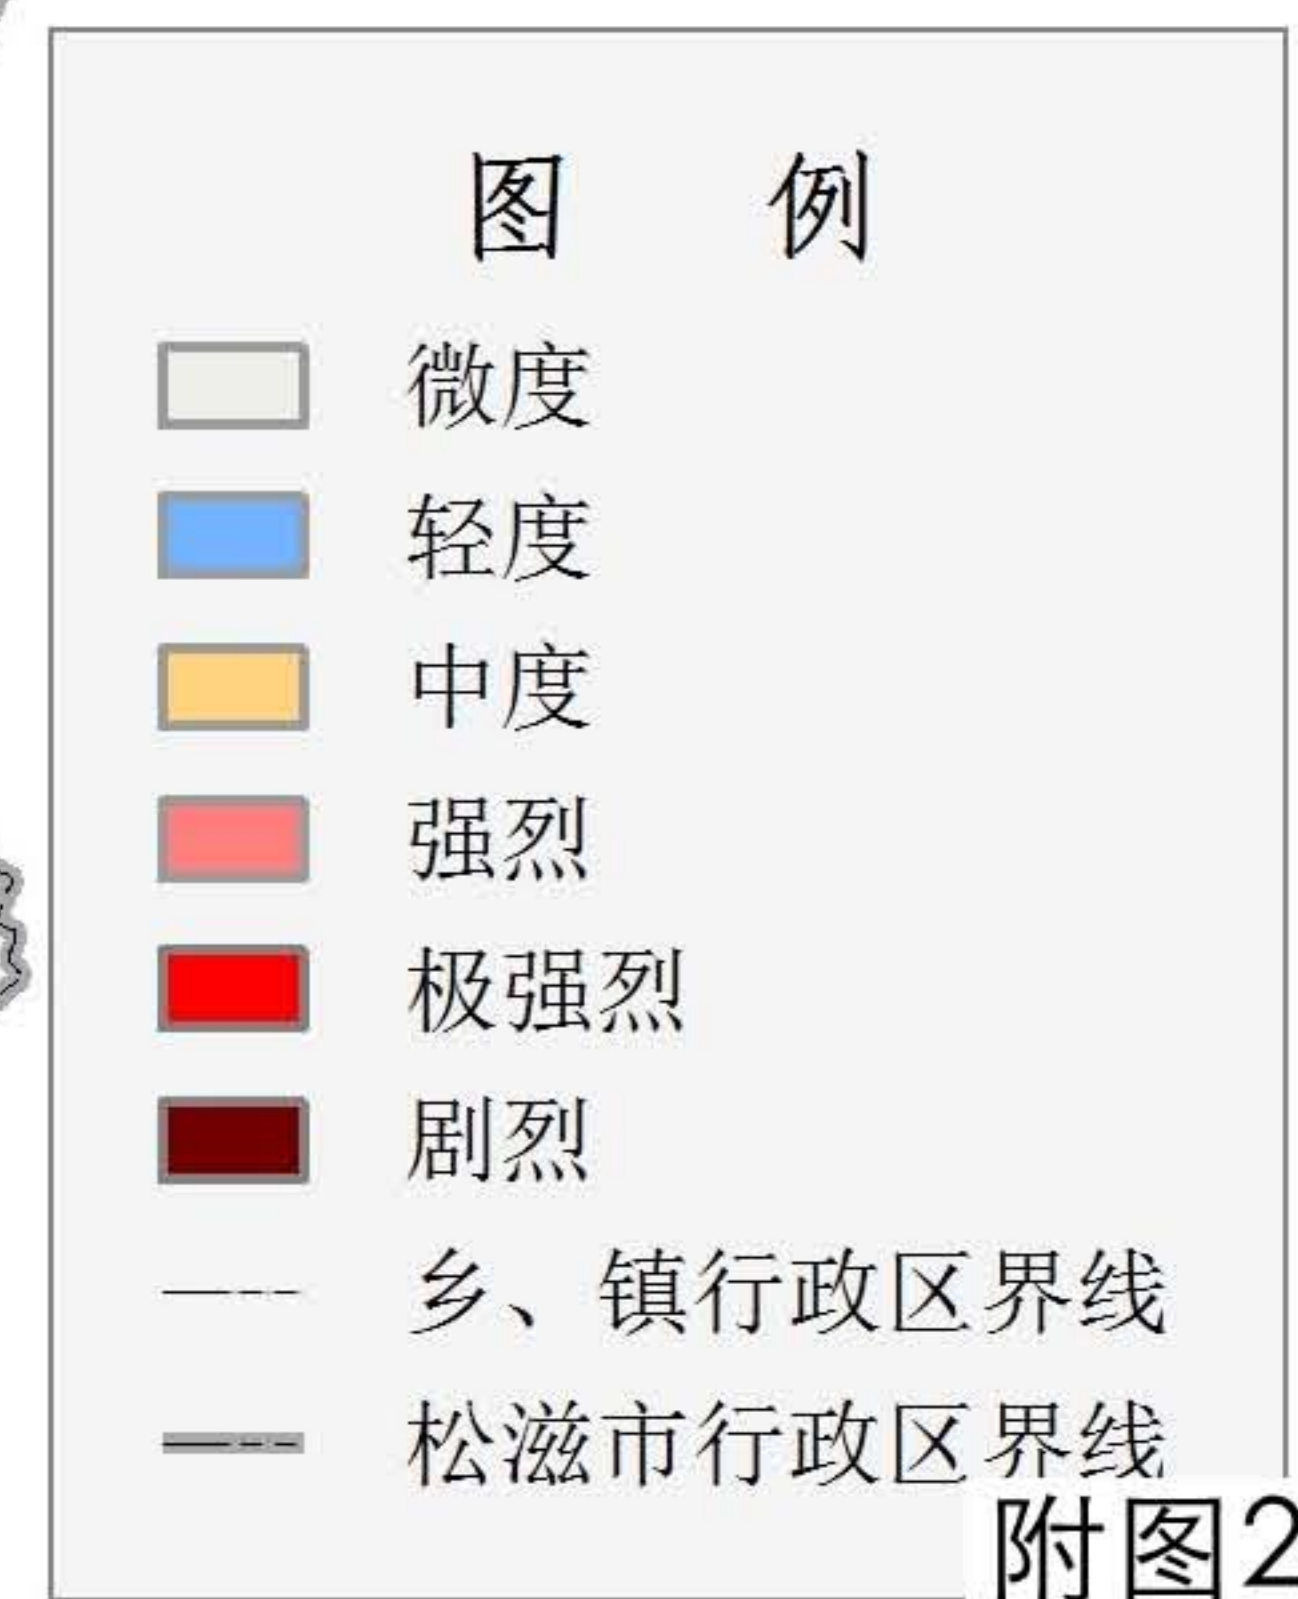 图 例
微度
轻度
中度
强烈
极强烈
剧烈
乡、镇行政区界线
松滋市行政区界线
附图2